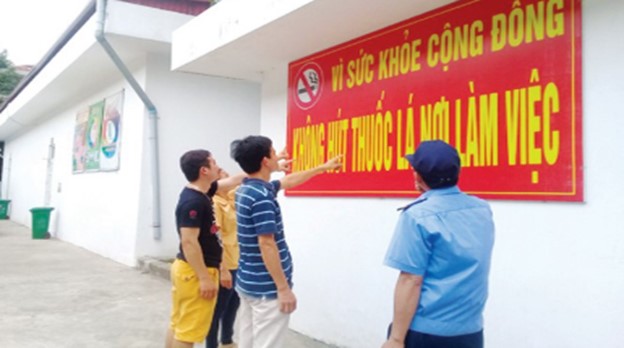 VÌ SỨC KHỎE CỘNG ĐỒNG
KHÔNG HÚT THUỐC LÁ NƠI LÀM VIỆC